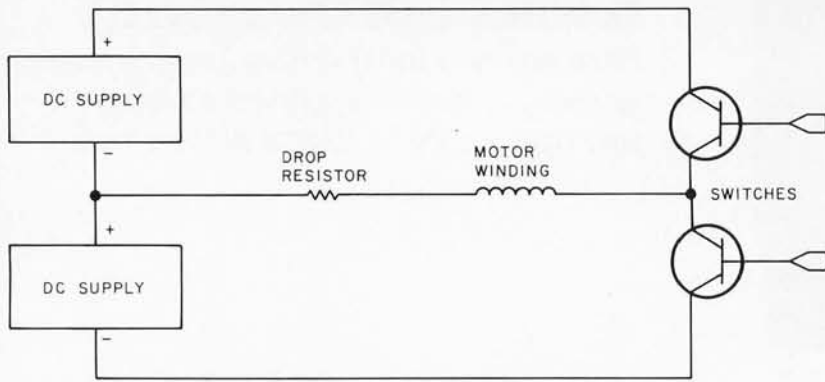 +
DC SUPPLY
−
DROP
RESISTOR
MOTOR
WINDING
SWITCHES
+
DC SUPPLY
−